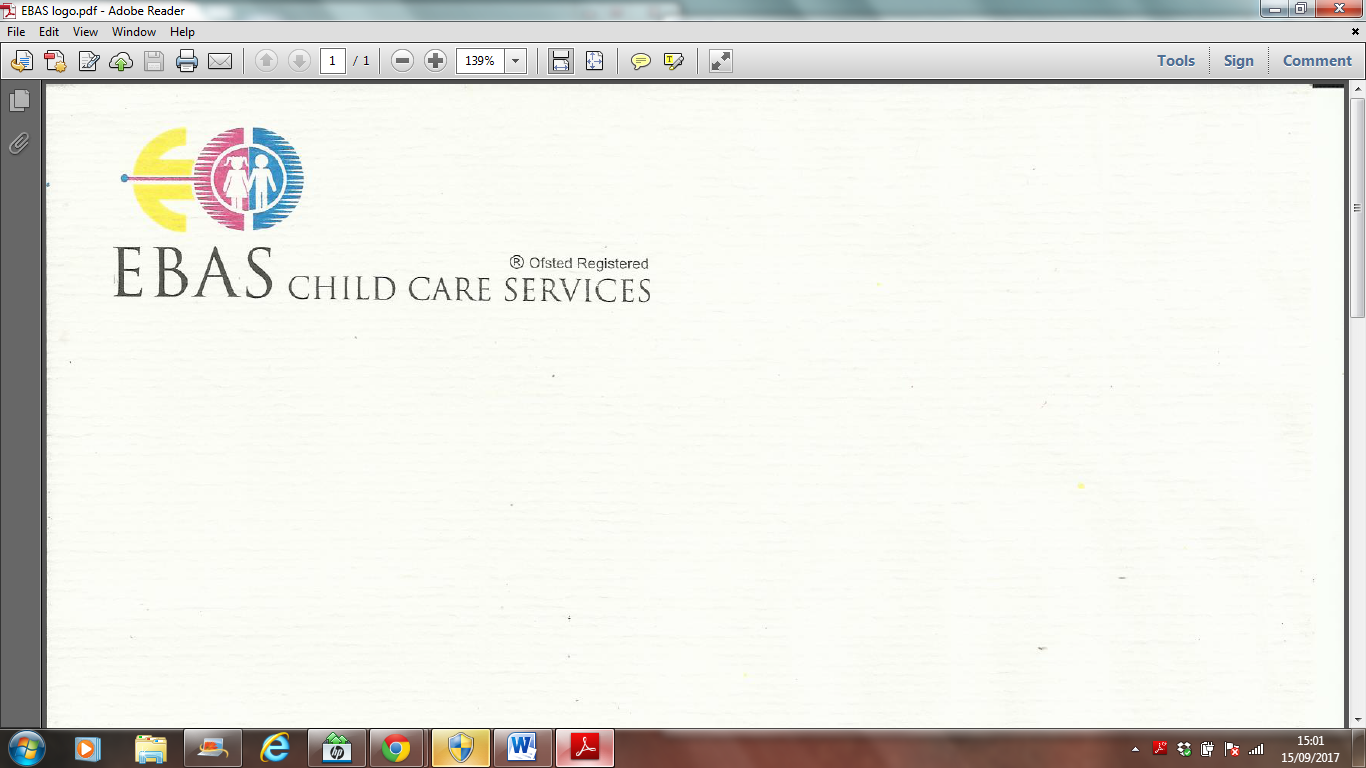 EBAS logo.pdf - Adobe Reader
File Edit View Window Help
1 / 1 139% Tools Sign Comment
® Ofsted Registered
EBAS CHILD CARE SERVICES
15:01
15/09/2017